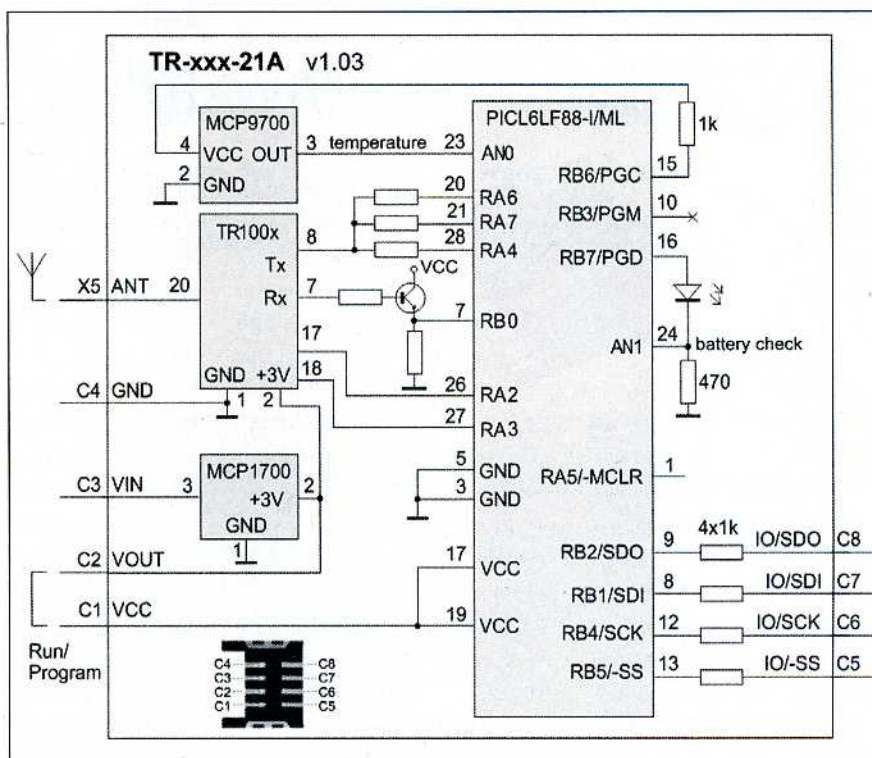 TR-xxx-21A v1.03
MCP9700
4
VCC OUT
3
temperature
2
GND
TR100x
Tx
8
Rx
7
X5 ANT
20
17
18
GND +3V
1
2
C4 GND
MCP1700
C3 VIN
3
+3V
2
GND
1
C2 VOUT
C1 VCC
Run/
Program
C4
C3
C2
C1
C8
C7
C6
C5
VCC
PICL6LF88-I/ML
23
AN0
20
RA6
21
RA7
28
RA4
7
RB0
26
RA2
27
RA3
5
GND
3
GND
17
VCC
19
VCC
1k
RB6/PGC
15
RB3/PGM
10
RB7/PGD
16
AN1
24
battery check
470
RA5/-MCLR
1
4x1k
RB2/SDO
9
IO/SDO
C8
RB1/SDI
8
IO/SDI
C7
RB4/SCK
12
IO/SCK
C6
RB5/-SS
13
IO/-SS
C5